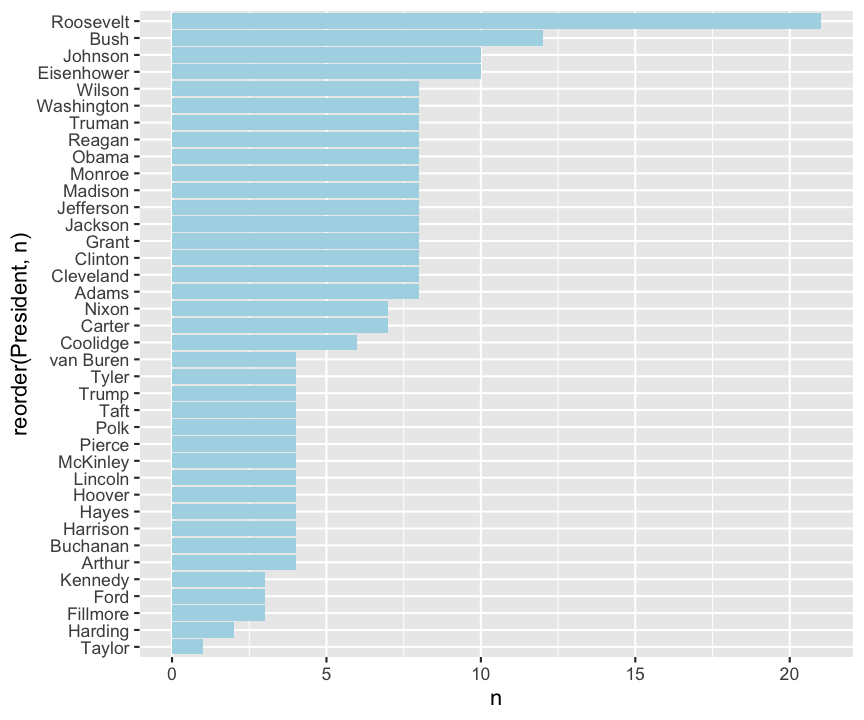 Roosevelt
Bush
Johnson
Eisenhower
Wilson
Washington
Truman
Reagan
Obama
Monroe
Madison
Jefferson
Jackson
Grant
Clinton
Cleveland
Adams
Nixon
Carter
Coolidge
van Buren
Tyler
Trump
Taft
Polk
Pierce
McKinley
Lincoln
Hoover
Hayes
Harrison
Buchanan
Arthur
Kennedy
Ford
Fillmore
Harding
Taylor
reorder(President, n)
0 5 10 15 20
n